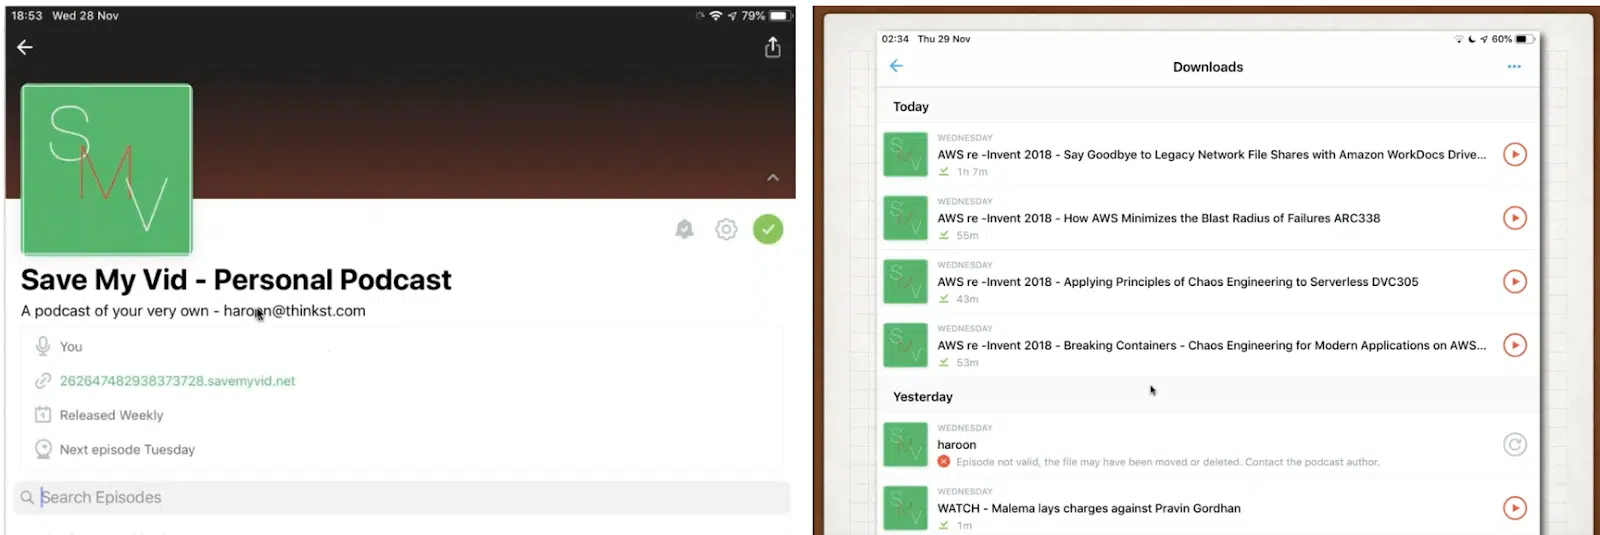 18:53 Wed 28 Nov
79%
SMV
Save My Vid - Personal Podcast
A podcast of your very own - haroon@thinkst.com
You
262647482938373728.savemyvid.net
Released Weekly
Next episode Tuesday
Search Episodes
02:34 Thu 29 Nov
60%
Downloads
Today
WEDNESDAY
SMV
AWS re -Invent 2018 - Say Goodbye to Legacy Network File Shares with Amazon WorkDocs Drive...
1h 7m
WEDNESDAY
SMV
AWS re -Invent 2018 - How AWS Minimizes the Blast Radius of Failures ARC338
55m
WEDNESDAY
SMV
AWS re -Invent 2018 - Applying Principles of Chaos Engineering to Serverless DVC305
43m
WEDNESDAY
SMV
AWS re -Invent 2018 - Breaking Containers - Chaos Engineering for Modern Applications on AWS...
53m
Yesterday
WEDNESDAY
SMV
haroon
Episode not valid, the file may have been moved or deleted. Contact the podcast author.
WEDNESDAY
SMV
WATCH - Malema lays charges against Pravin Gordhan
1m